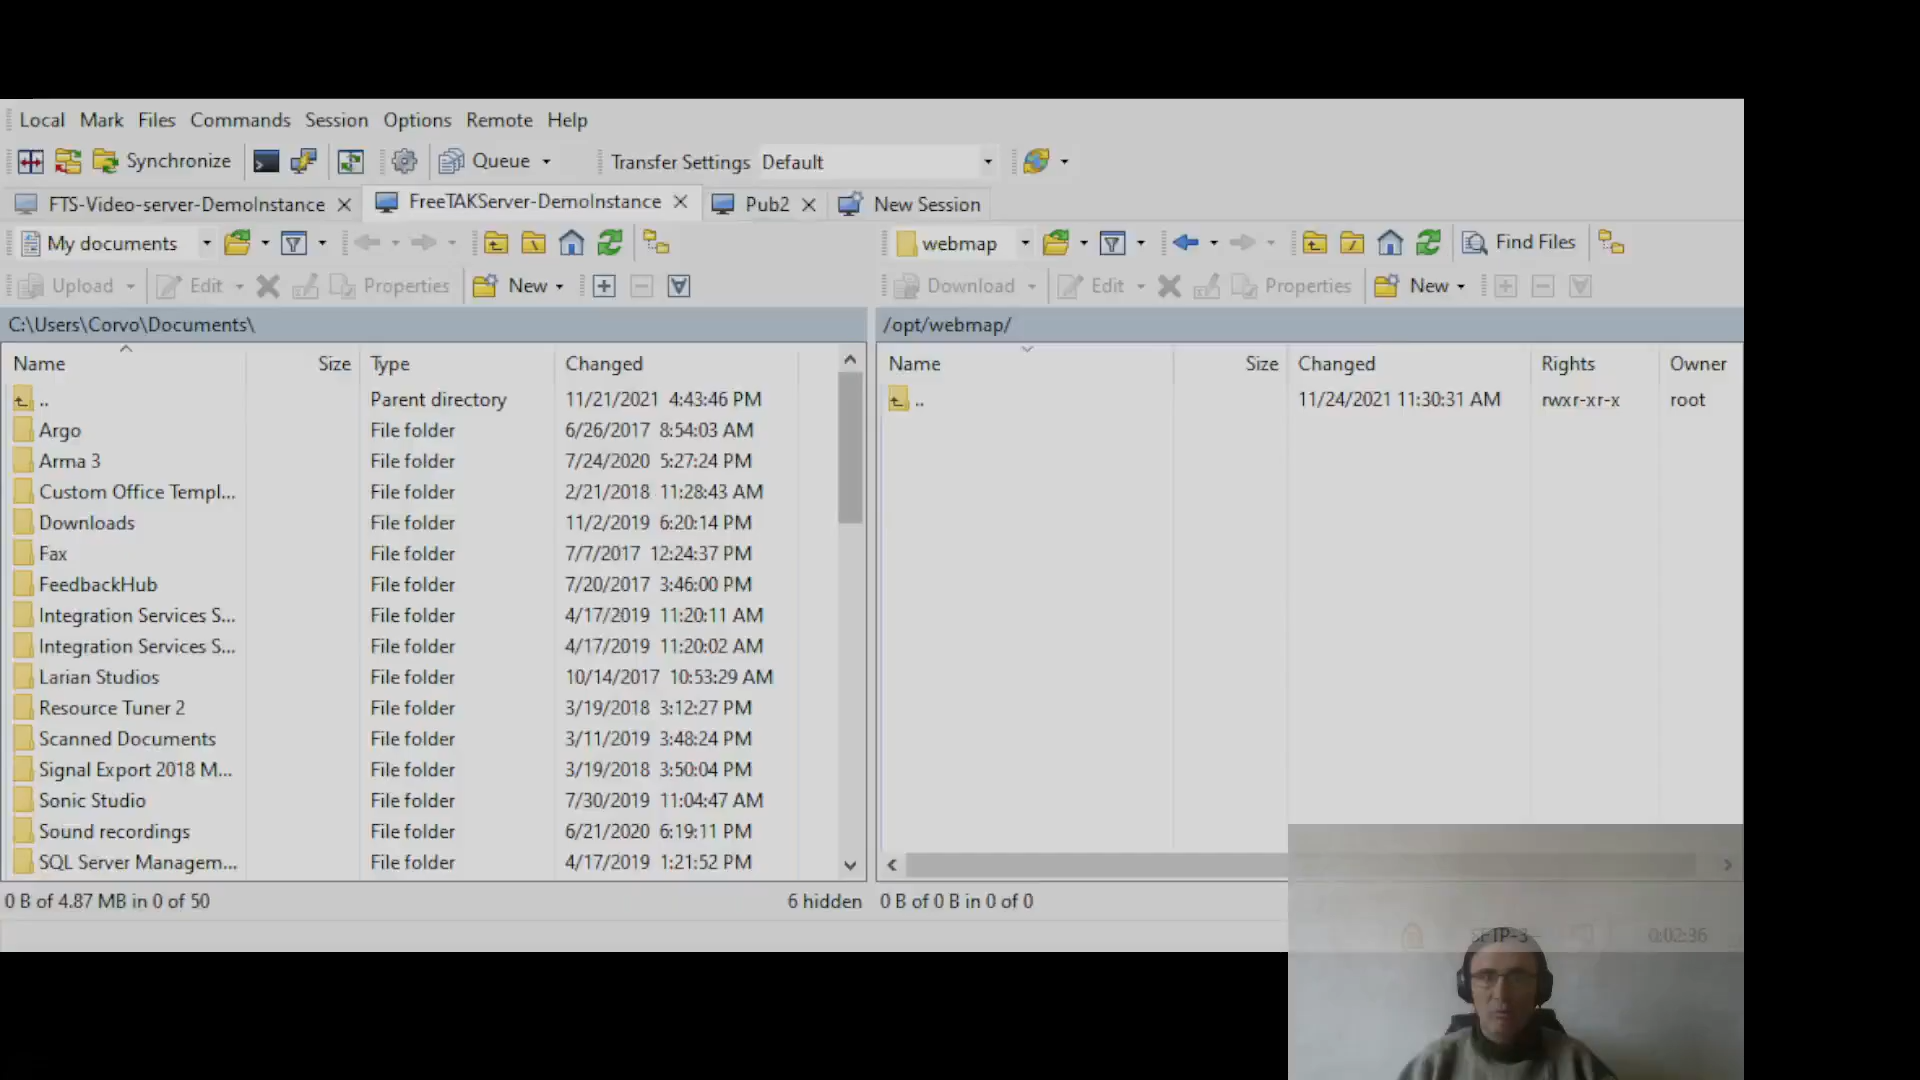 Local Mark Files Commands Session Options Remote Help
Synchronize Queue Transfer Settings Default
FTS-Video-server-DemoInstance FreeTAKServer-DemoInstance Pub2 New Session
My documents
webmap Find Files
Upload Edit Properties New
Download Edit Properties New
C:\Users\Corvo\Documents\
/opt/webmap/
Name Size Type Changed
.. Parent directory 11/21/2021 4:43:46 PM
Argo File folder 6/26/2017 8:54:03 AM
Arma 3 File folder 7/24/2020 5:27:24 PM
Custom Office Templ... File folder 2/21/2018 11:28:43 AM
Downloads File folder 11/2/2019 6:20:14 PM
Fax File folder 7/7/2017 12:24:37 PM
FeedbackHub File folder 7/20/2017 3:46:00 PM
Integration Services S... File folder 4/17/2019 11:20:11 AM
Integration Services S... File folder 4/17/2019 11:20:02 AM
Larian Studios File folder 10/14/2017 10:53:29 AM
Resource Tuner 2 File folder 3/19/2018 3:12:27 PM
Scanned Documents File folder 3/11/2019 3:48:24 PM
Signal Export 2018 M... File folder 3/19/2018 3:50:04 PM
Sonic Studio File folder 7/30/2019 11:04:47 AM
Sound recordings File folder 6/21/2020 6:19:11 PM
SQL Server Managem... File folder 4/17/2019 1:21:52 PM
0 B of 4.87 MB in 0 of 50 6 hidden
Name Size Changed Rights Owner
.. 11/24/2021 11:30:31 AM rwxr-xr-x root
0 B of 0 B in 0 of 0
SFTP-3 0:02:36